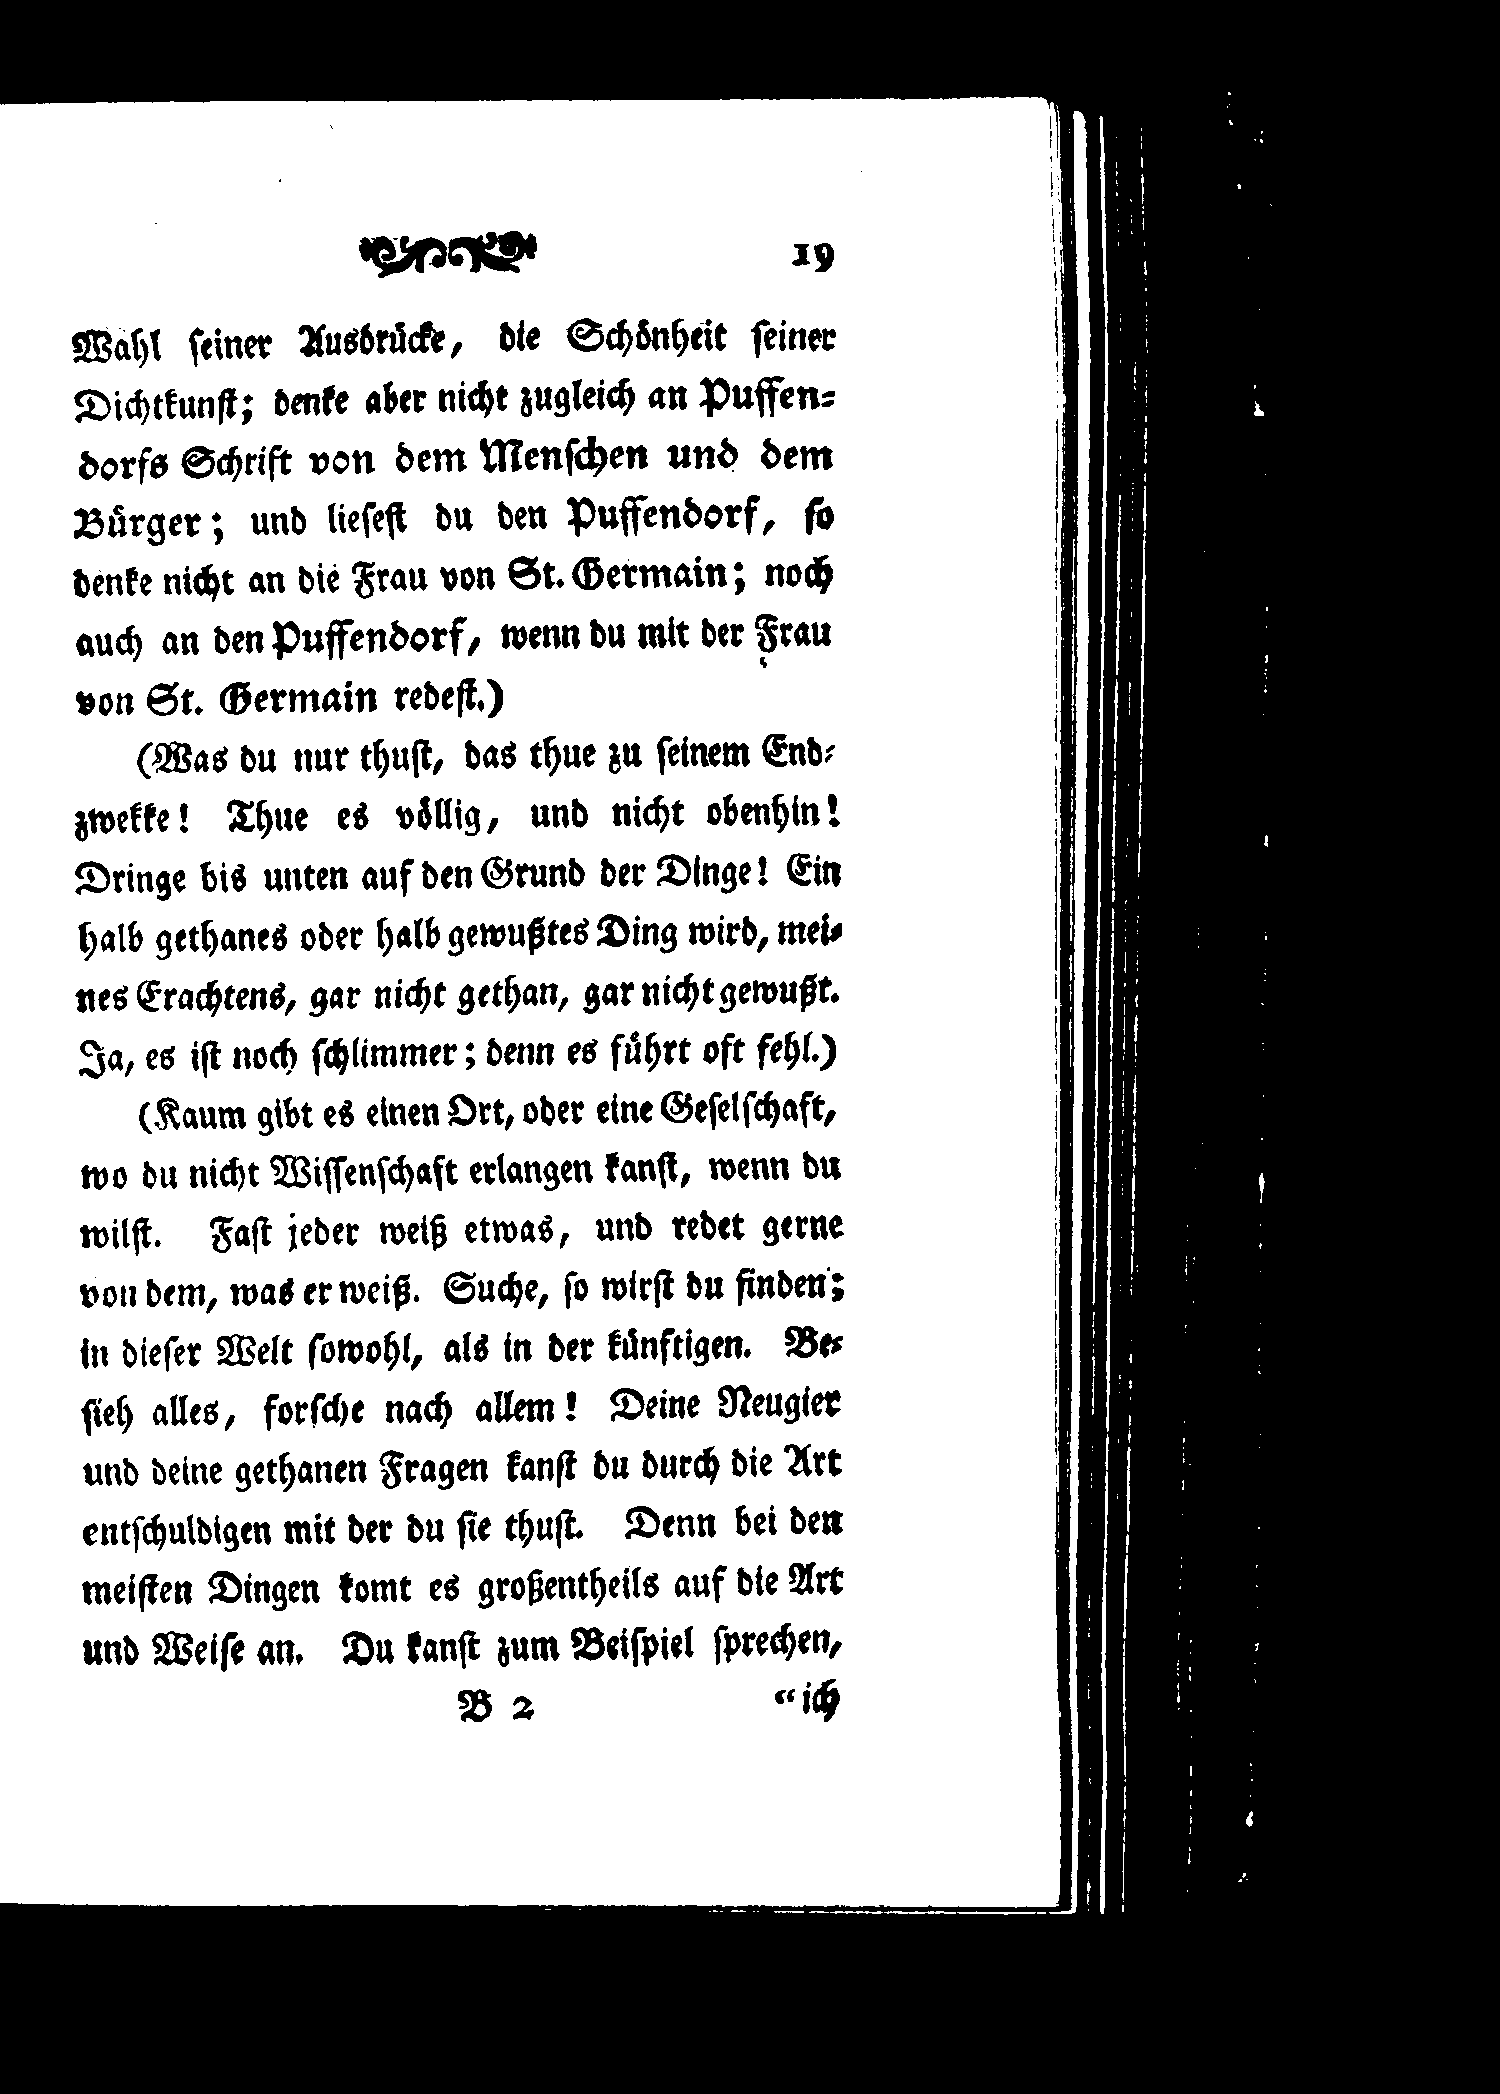 19
Wahl ſeiner Ausdrücke, die Schönheit ſeiner
Dichtkunſt; denke aber nicht zugleich an Puffen-
dorfs Schrift von dem Menſchen und dem
Bürger; und lieſeſt du den Puffendorf, ſo
denke nicht an die Frau von St. Germain; noch
auch an den Puffendorf, wenn du mit der Frau
von St. Germain redeſt.)
(Was du nur thuſt, das thue zu ſeinem End-
zwekke! Thue es völlig, und nicht obenhin!
Dringe bis unten auf den Grund der Dinge! Ein
halb gethanes oder halb gewußtes Ding wird, mei-
nes Erachtens, gar nicht gethan, gar nicht gewußt.
Ja, es iſt noch ſchlimmer; denn es führt oft fehl.)
(Kaum gibt es einen Ort, oder eine Geſelſchaft,
wo du nicht Wiſſenſchaft erlangen kanſt, wenn du
wilſt. Faſt jeder weiß etwas, und redet gerne
von dem, was er weiß. Suche, ſo wirſt du finden;
in dieſer Welt ſowohl, als in der künftigen. Be-
ſieh alles, forſche nach allem! Deine Neugier
und deine gethanen Fragen kanſt du durch die Art
entſchuldigen mit der du ſie thuſt. Denn bei den
meiſten Dingen komt es großentheils auf die Art
und Weiſe an. Du kanſt zum Beiſpiel ſprechen,
B 2 “ich